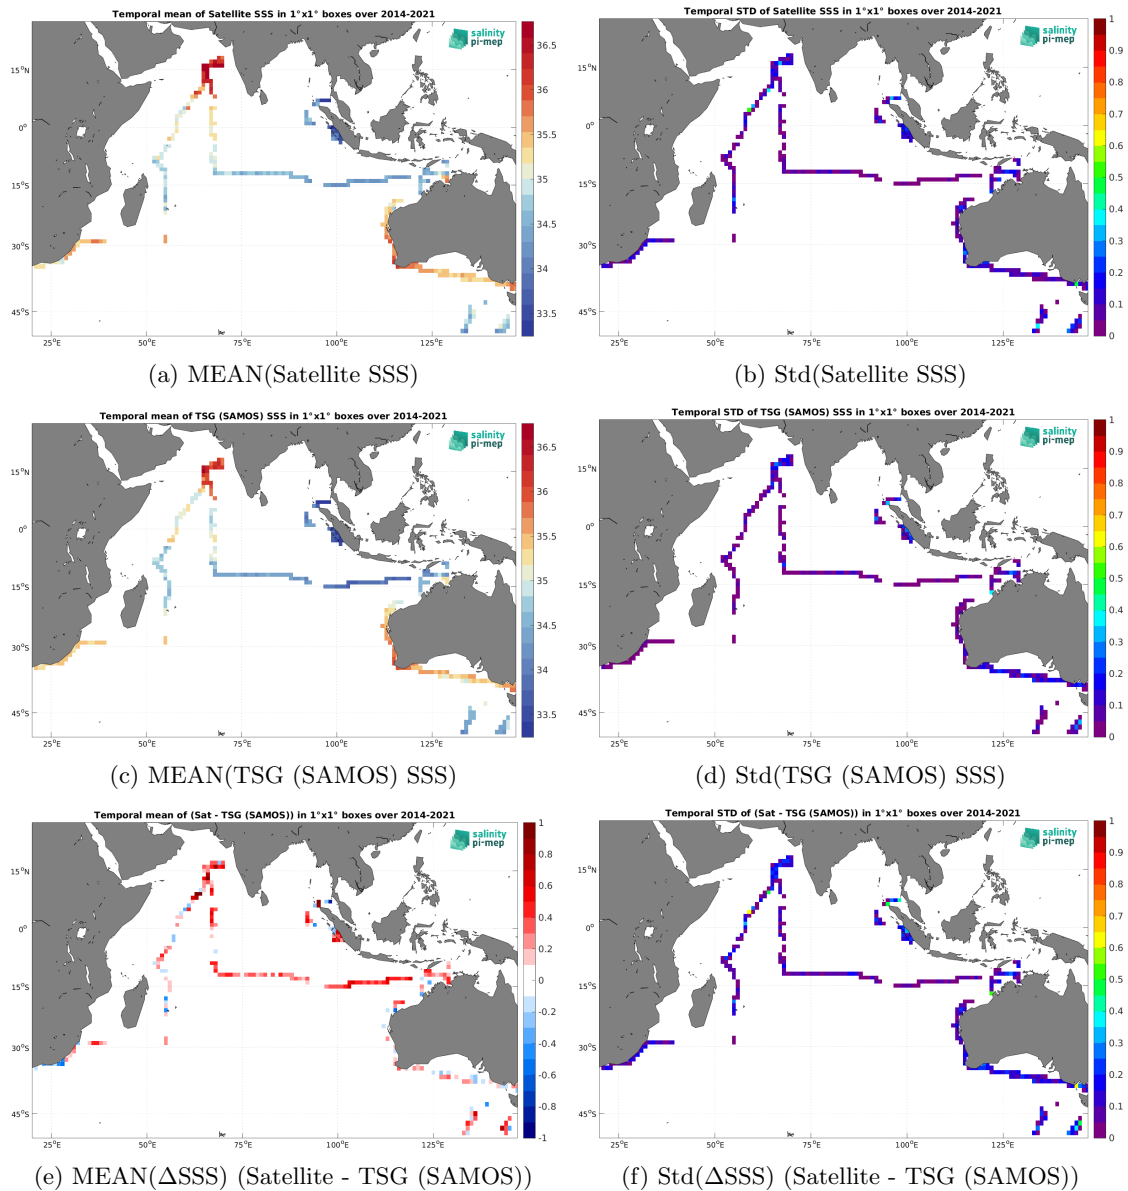 Temporal mean of Satellite SSS in 1°x1° boxes over 2014-2021
salinity
pi-mep
15°N
0°
15°S
30°S
45°S
25°E
50°E
75°E
100°E
125°E
36.5
36
35.5
35
34.5
34
33.5
(a) MEAN(Satellite SSS)
Temporal STD of Satellite SSS in 1°x1° boxes over 2014-2021
salinity
pi-mep
15°N
0°
15°S
30°S
45°S
25°E
50°E
75°E
100°E
125°E
1
0.9
0.8
0.7
0.6
0.5
0.4
0.3
0.2
0.1
0
(b) Std(Satellite SSS)
Temporal mean of TSG (SAMOS) SSS in 1°x1° boxes over 2014-2021
salinity
pi-mep
15°N
0°
15°S
30°S
45°S
25°E
50°E
75°E
100°E
125°E
36.5
36
35.5
35
34.5
34
33.5
(c) MEAN(TSG (SAMOS) SSS)
Temporal STD of TSG (SAMOS) SSS in 1°x1° boxes over 2014-2021
salinity
pi-mep
15°N
0°
15°S
30°S
45°S
25°E
50°E
75°E
100°E
125°E
1
0.9
0.8
0.7
0.6
0.5
0.4
0.3
0.2
0.1
0
(d) Std(TSG (SAMOS) SSS)
Temporal mean of (Sat - TSG (SAMOS)) in 1°x1° boxes over 2014-2021
salinity
pi-mep
15°N
0°
15°S
30°S
45°S
25°E
50°E
75°E
100°E
125°E
1
0.8
0.6
0.4
0.2
0
-0.2
-0.4
-0.6
-0.8
-1
(e) MEAN(ΔSSS) (Satellite - TSG (SAMOS))
Temporal STD of (Sat - TSG (SAMOS)) in 1°x1° boxes over 2014-2021
salinity
pi-mep
15°N
0°
15°S
30°S
45°S
25°E
50°E
75°E
100°E
125°E
1
0.9
0.8
0.7
0.6
0.5
0.4
0.3
0.2
0.1
0
(f) Std(ΔSSS) (Satellite - TSG (SAMOS))